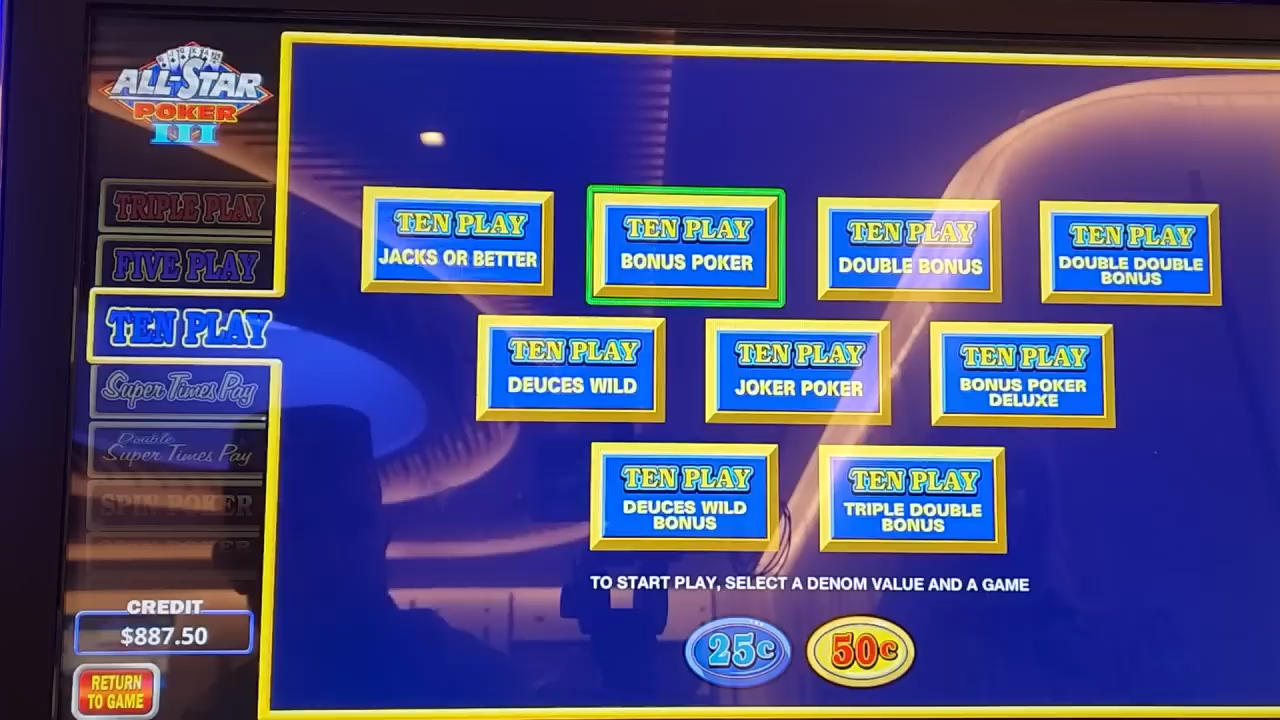 ALL-STAR
POKER
III
TRIPLE PLAY
FIVE PLAY
TEN PLAY
Super Times Pay
Double
Super Times Pay
SPIN POKER
CREDIT
$887.50
RETURN
TO GAME
TEN PLAY
JACKS OR BETTER
TEN PLAY
BONUS POKER
TEN PLAY
DOUBLE BONUS
TEN PLAY
DOUBLE DOUBLE
BONUS
TEN PLAY
DEUCES WILD
TEN PLAY
JOKER POKER
TEN PLAY
BONUS POKER
DELUXE
TEN PLAY
DEUCES WILD
BONUS
TEN PLAY
TRIPLE DOUBLE
BONUS
TO START PLAY, SELECT A DENOM VALUE AND A GAME
25¢
50¢